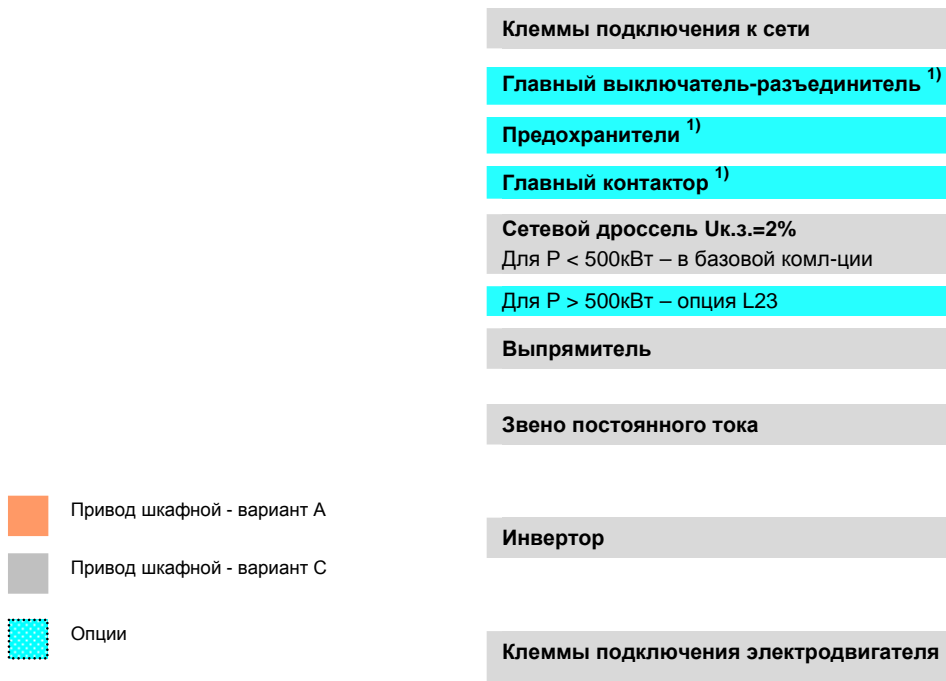 Клеммы подключения к сети
Главный выключатель-разъединитель 1)
Предохранители 1)
Главный контактор 1)
Сетевой дроссель Uк.з.=2%
Для P < 500кВт – в базовой комл-ции
Для P > 500кВт – опция L23
Выпрямитель
Звено постоянного тока
Привод шкафной - вариант A
Инвертор
Привод шкафной - вариант C
Опции
Клеммы подключения электродвигателя